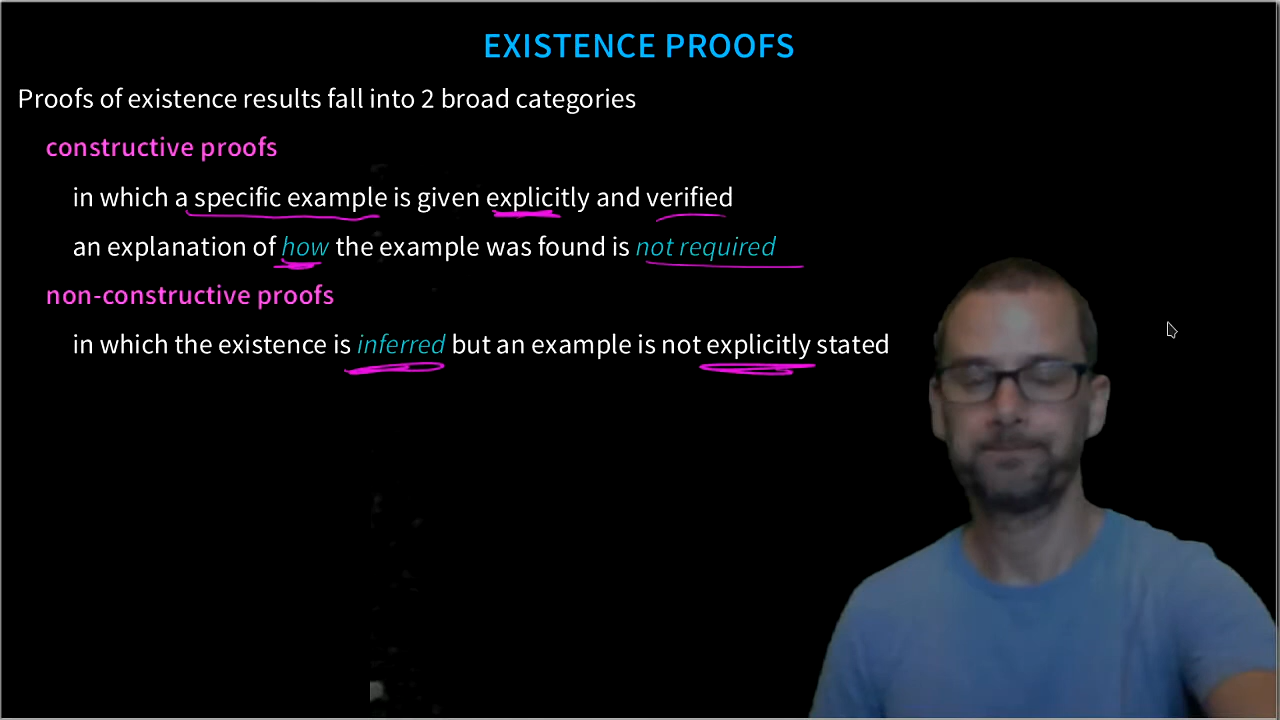 EXISTENCE PROOFS
Proofs of existence results fall into 2 broad categories
constructive proofs
in which a specific example is given explicitly and verified
an explanation of how the example was found is not required
non-constructive proofs
in which the existence is inferred but an example is not explicitly stated